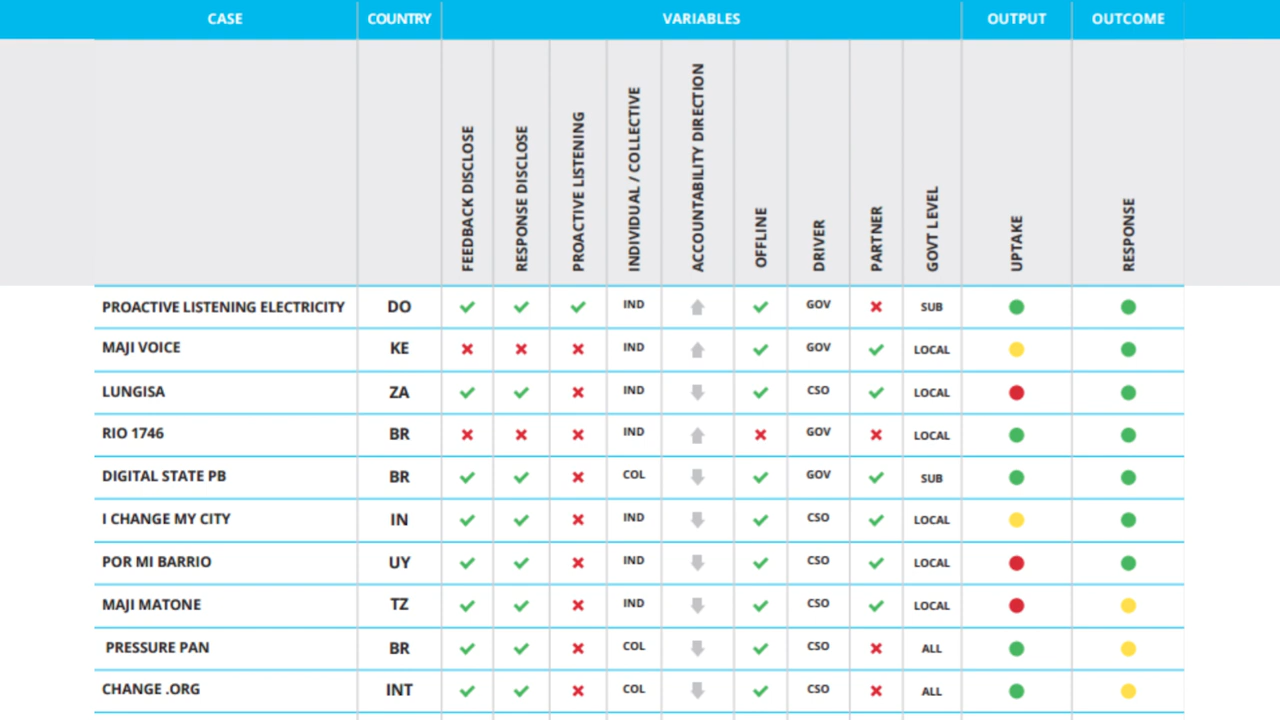 CASE COUNTRY VARIABLES OUTPUT OUTCOME
FEEDBACK DISCLOSE RESPONSE DISCLOSE PROACTIVE LISTENING INDIVIDUAL / COLLECTIVE ACCOUNTABILITY DIRECTION OFFLINE DRIVER PARTNER GOVT LEVEL UPTAKE RESPONSE
PROACTIVE LISTENING ELECTRICITY DO IND GOV SUB
MAJI VOICE KE IND GOV LOCAL
LUNGISA ZA IND CSO LOCAL
RIO 1746 BR IND GOV LOCAL
DIGITAL STATE PB BR COL GOV SUB
I CHANGE MY CITY IN IND CSO LOCAL
POR MI BARRIO UY IND CSO LOCAL
MAJI MATONE TZ IND CSO LOCAL
PRESSURE PAN BR COL CSO ALL
CHANGE .ORG INT COL CSO ALL